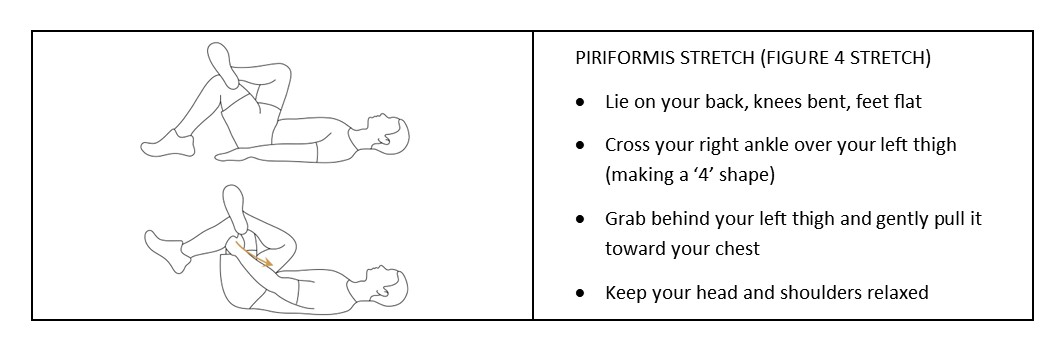 PIRIFORMIS STRETCH (FIGURE 4 STRETCH)
• Lie on your back, knees bent, feet flat
• Cross your right ankle over your left thigh
(making a ‘4’ shape)
• Grab behind your left thigh and gently pull it
toward your chest
• Keep your head and shoulders relaxed